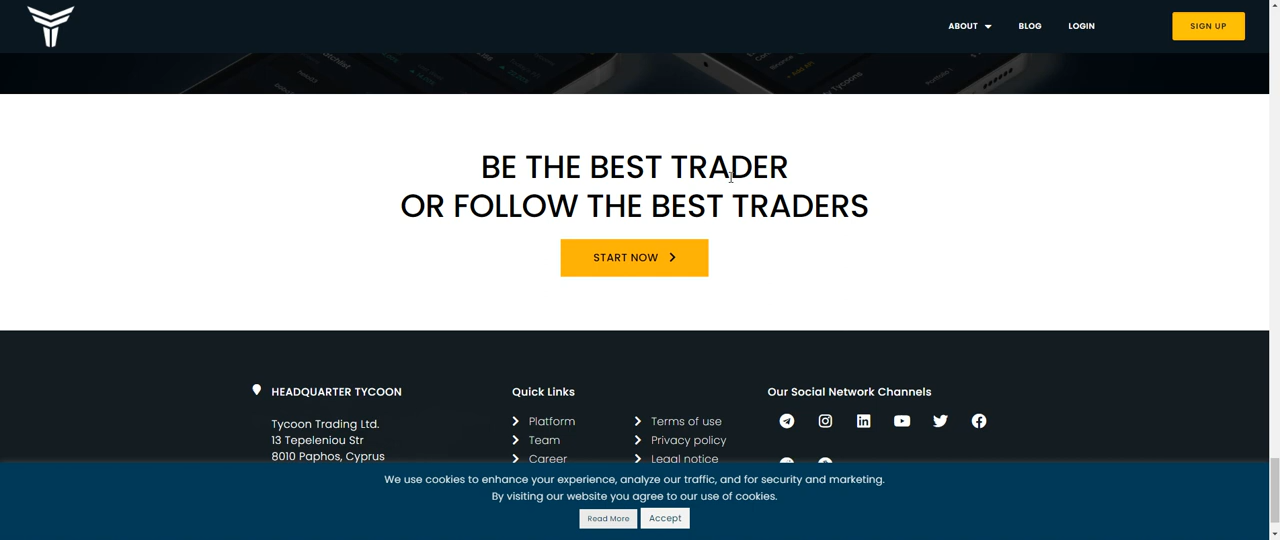 ABOUT
BLOG
LOGIN
SIGN UP
BE THE BEST TRADER
OR FOLLOW THE BEST TRADERS
START NOW
HEADQUARTER TYCOON
Tycoon Trading Ltd.
13 Tepeleniou Str
8010 Paphos, Cyprus
Quick Links
Platform
Team
Career
Terms of use
Privacy policy
Legal notice
Our Social Network Channels
We use cookies to enhance your experience, analyze our traffic, and for security and marketing.
By visiting our website you agree to our use of cookies.
Read More
Accept